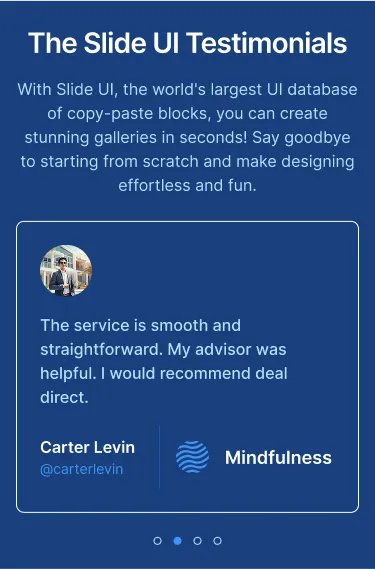 The Slide UI Testimonials
With Slide UI, the world's largest UI database
of copy-paste blocks, you can create
stunning galleries in seconds! Say goodbye
to starting from scratch and make designing
effortless and fun.
The service is smooth and
straightforward. My advisor was
helpful. I would recommend deal
direct.
Carter Levin
@carterlevin
Mindfulness